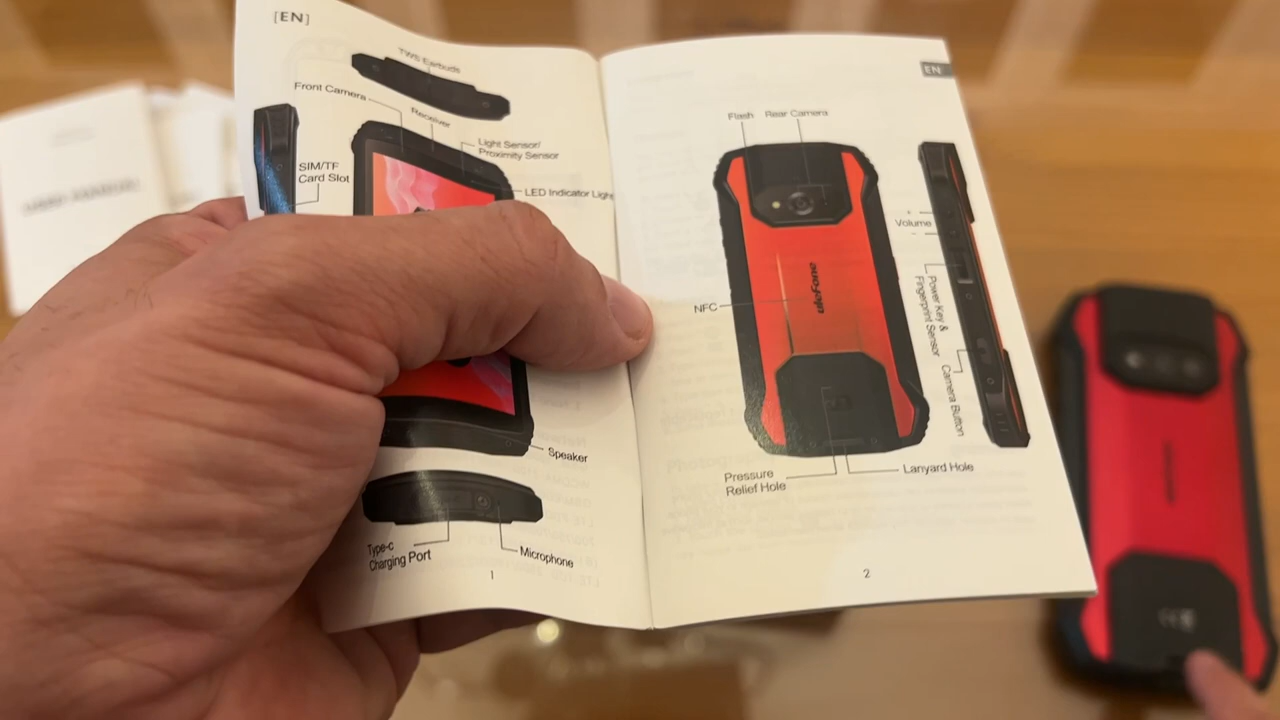 [EN]
TWS Earbuds
Front Camera
Receiver
Light Sensor/
Proximity Sensor
SIM/TF
Card Slot
LED Indicator Light
Speaker
Type-c
Charging Port
Microphone
1
EN
Flash
Rear Camera
+
Volume
-
Power Key &
Fingerprint Sensor
NFC
uleFone
Camera Button
Pressure
Relief Hole
Lanyard Hole
2